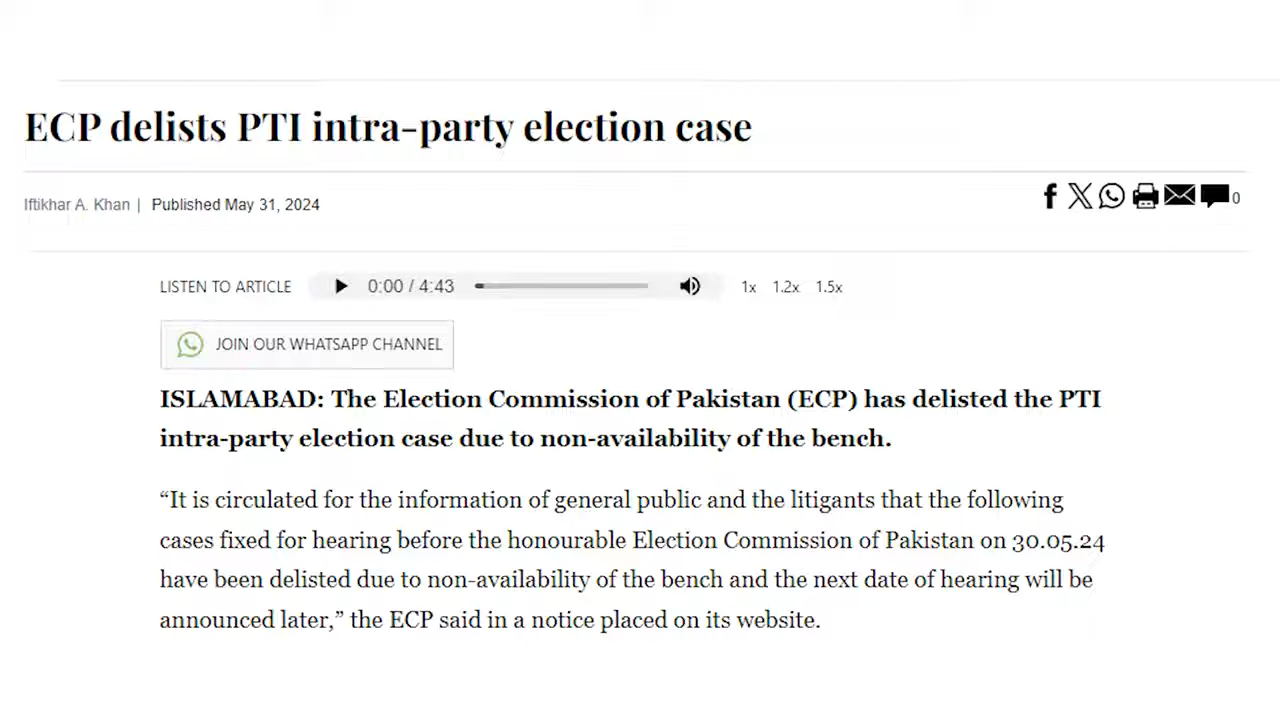 ECP delists PTI intra-party election case
Iftikhar A. Khan | Published May 31, 2024
0
LISTEN TO ARTICLE 0:00 / 4:43 1x 1.2x 1.5x
JOIN OUR WHATSAPP CHANNEL
ISLAMABAD: The Election Commission of Pakistan (ECP) has delisted the PTI
intra-party election case due to non-availability of the bench.
“It is circulated for the information of general public and the litigants that the following
cases fixed for hearing before the honourable Election Commission of Pakistan on 30.05.24
have been delisted due to non-availability of the bench and the next date of hearing will be
announced later,” the ECP said in a notice placed on its website.